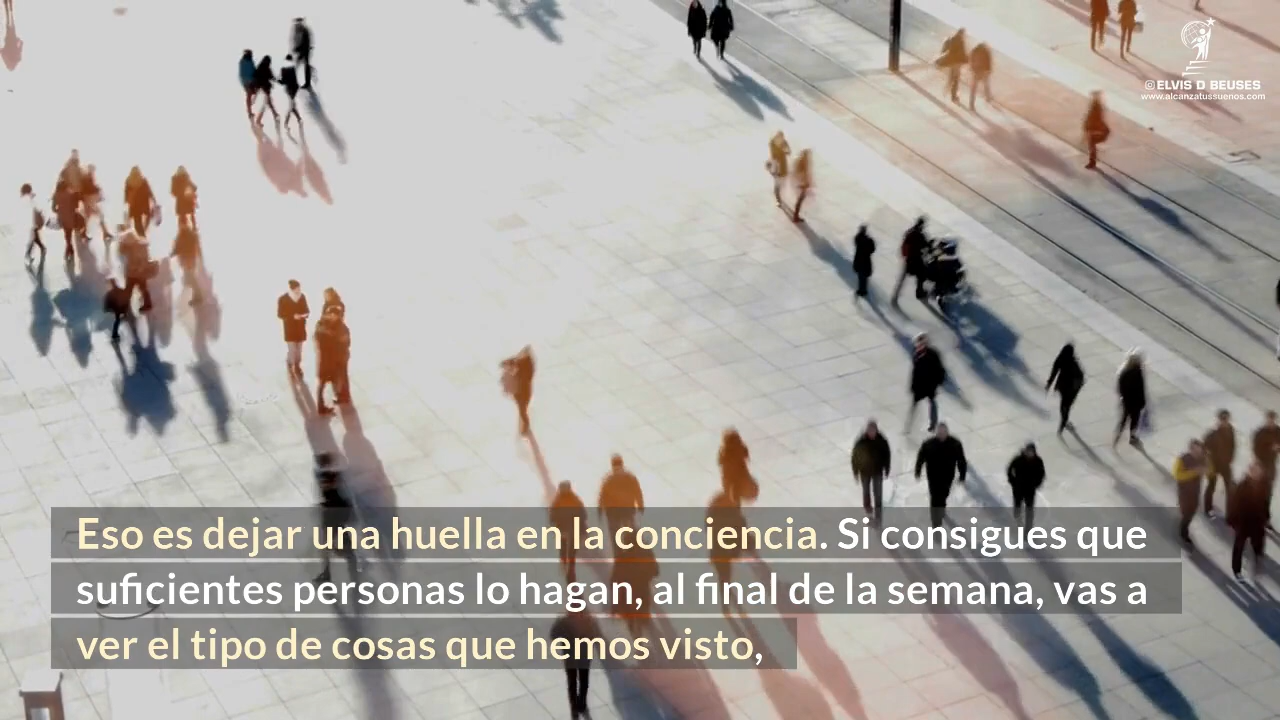 ©ELVIS D BEUSES
www.alcanzatussuenos.com
Eso es dejar una huella en la conciencia. Si consigues que
suficientes personas lo hagan, al final de la semana, vas a
ver el tipo de cosas que hemos visto,